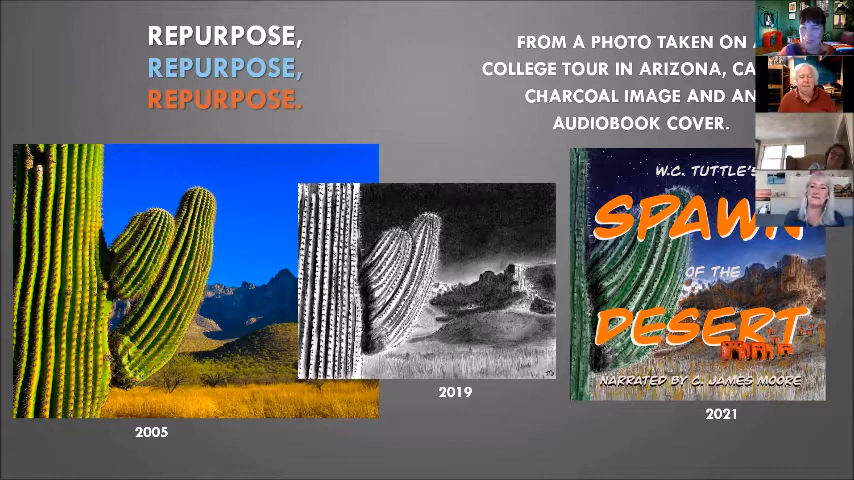 REPURPOSE,
REPURPOSE,
REPURPOSE.
FROM A PHOTO TAKEN ON
COLLEGE TOUR IN ARIZONA,
CHARCOAL IMAGE AND AN
AUDIOBOOK COVER.
W.C. TUTTLE'S
SPAWN
OF THE
DESERT
NARRATED BY C. JAMES MOORE
2005
2019
2021